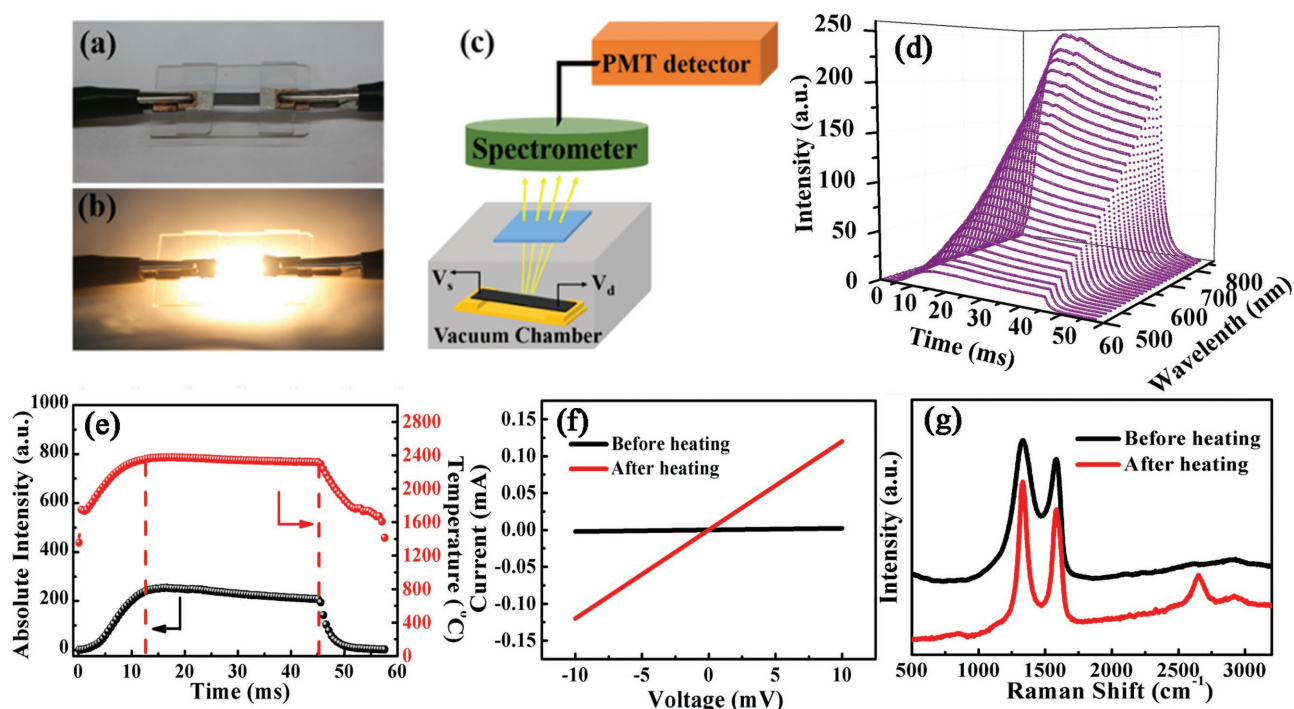 (a)
(b)
(c)
PMT detector
Spectrometer
Vs
Vd
Vacuum Chamber
(d)
250
200
150
100
50
0
Intensity (a.u.)
0 10 20 30 40 50 60
Time (ms)
500 600 700 800
Wavelenth (nm)
(e)
1000
800
600
400
200
0
Absolute Intensity (a.u.)
0 10 20 30 40 50 60
Time (ms)
2800
2400
2000
1600
1200
800
400
0
Temperature (°C)
(f)
Before heating
After heating
0.15
0.10
0.05
0.00
-0.05
-0.10
-0.15
Current (mA)
-10 -5 0 5 10
Voltage (mV)
(g)
Before heating
After heating
Intensity (a.u.)
500 1000 1500 2000 2500 3000
Raman Shift (cm-1)